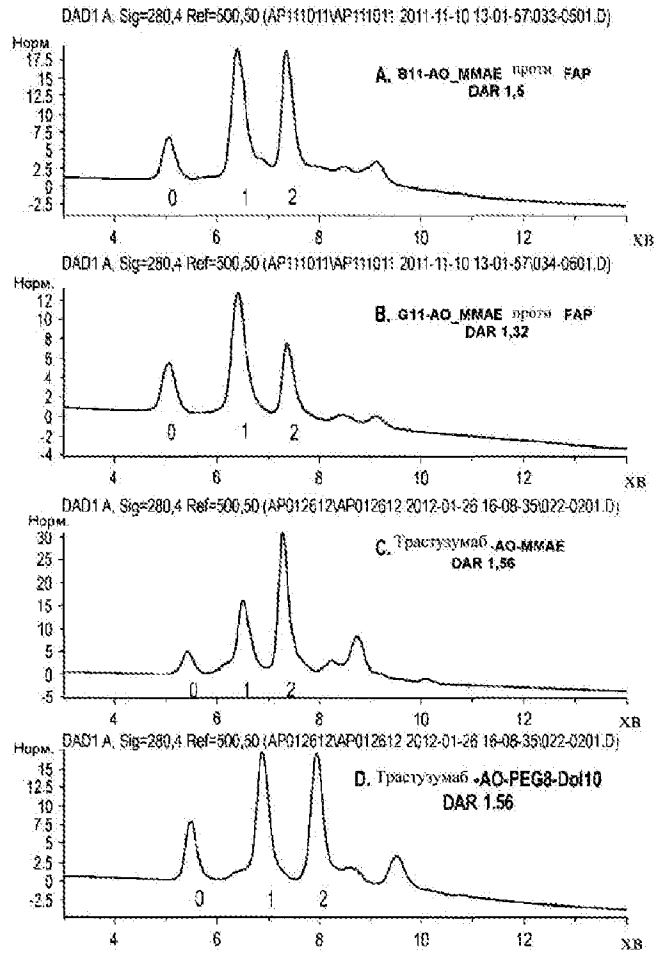 DAD1 A, Sig=280,4 Ref=500,50 (AP111011\AP111011 2011-11-10 13-01-57\033-0501.D)
Норм.
17.5
15
12.5
10
7.5
5
2.5
0
-2.5
A. B11-AO_MMAE проти FAP
DAR 1,5
0 1 2
4 6 8 10 12 хв
DAD1 A, Sig=280,4 Ref=500,50 (AP111011\AP111011 2011-11-10 13-01-57\034-0601.D)
Норм.
12
10
8
6
4
2
0
-2
-4
B. G11-AO_MMAE проти FAP
DAR 1,32
0 1 2
4 6 8 10 12 хв
DAD1 A, Sig=280,4 Ref=500,50 (AP012612\AP012612 2012-01-26 16-08-35\022-0201.D)
Норм.
30
25
20
15
10
5
0
-5
C. Трастузумаб -AO-MMAE
DAR 1,56
0 1 2
4 6 8 10 12 хв
DAD1 A, Sig=280,4 Ref=500,50 (AP012612\AP012612 2012-01-26 16-08-35\022-0201.D)
Норм.
15
12.5
10
7.5
5
2.5
0
-2.5
D. Трастузумаб -AO-PEG8-Dol10
DAR 1.56
0 1 2
4 6 8 10 12 хв